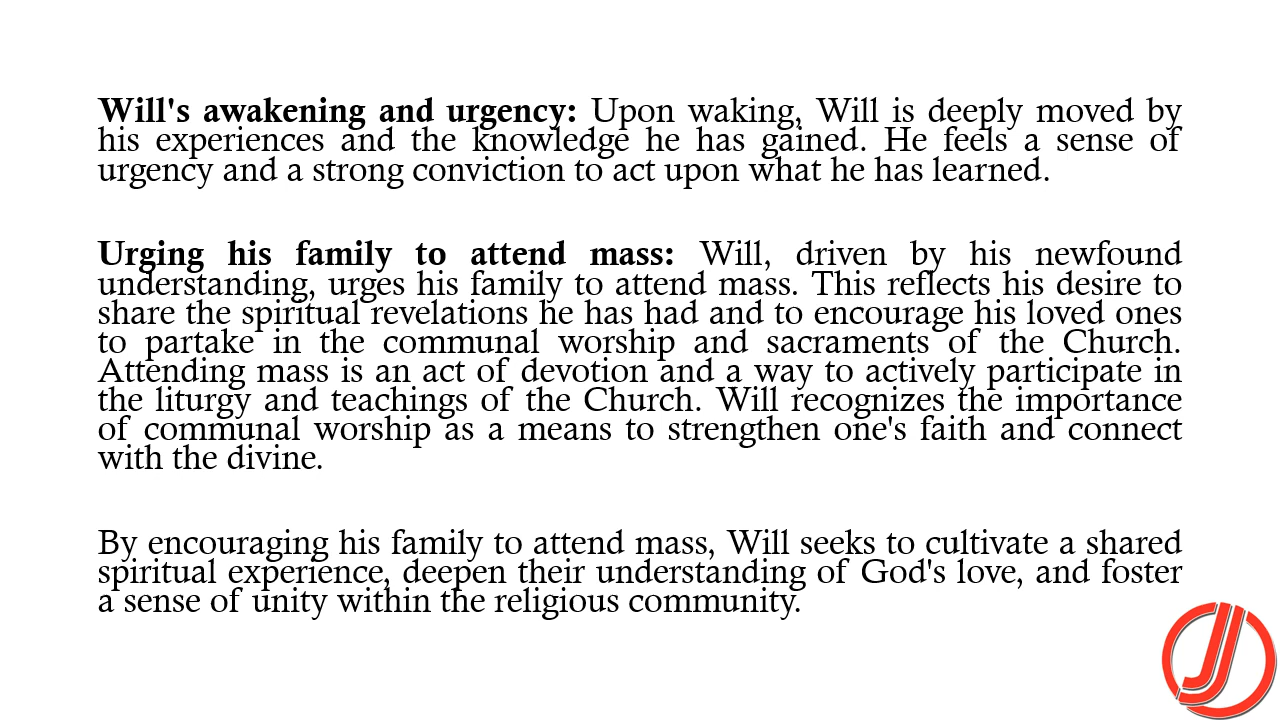 Will's awakening and urgency: Upon waking, Will is deeply moved by
his experiences and the knowledge he has gained. He feels a sense of
urgency and a strong conviction to act upon what he has learned.
Urging his family to attend mass: Will, driven by his newfound
understanding, urges his family to attend mass. This reflects his desire to
share the spiritual revelations he has had and to encourage his loved ones
to partake in the communal worship and sacraments of the Church.
Attending mass is an act of devotion and a way to actively participate in
the liturgy and teachings of the Church. Will recognizes the importance
of communal worship as a means to strengthen one's faith and connect
with the divine.
By encouraging his family to attend mass, Will seeks to cultivate a shared
spiritual experience, deepen their understanding of God's love, and foster
a sense of unity within the religious community.